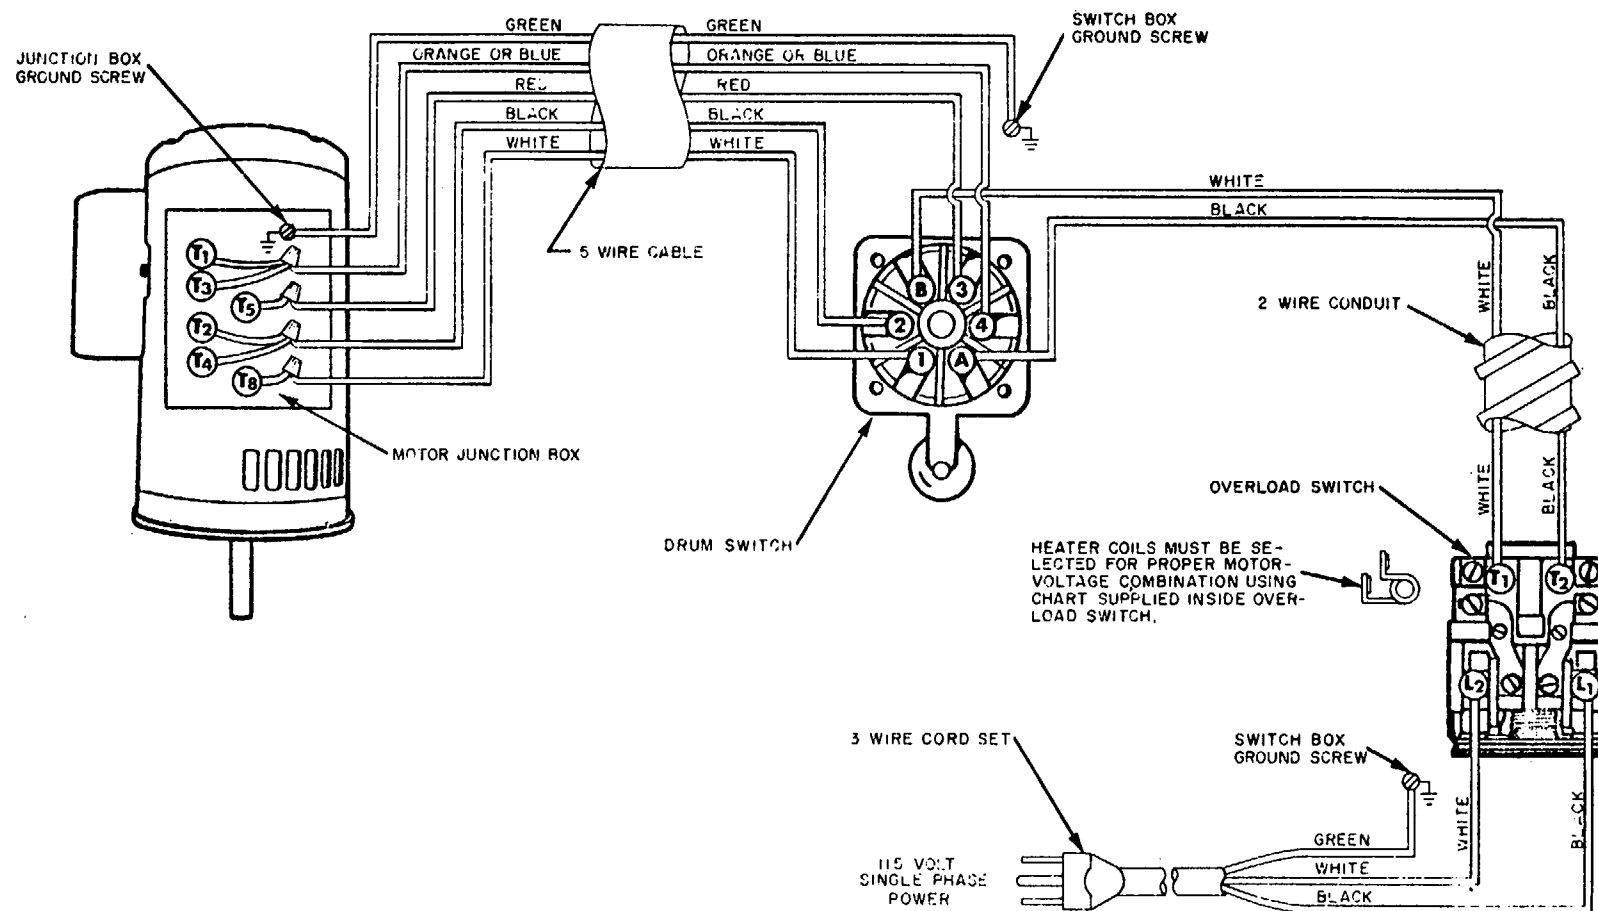 GREEN
GREEN
SWITCH BOX
GROUND SCREW
JUNCTION BOX
GROUND SCREW
ORANGE OR BLUE
ORANGE OR BLUE
RED
RED
BLACK
BLACK
WHITE
WHITE
WHITE
BLACK
5 WIRE CABLE
T1
T3
T5
T2
T4
T8
B
3
2
4
1
A
WHITE
BLACK
2 WIRE CONDUIT
MOTOR JUNCTION BOX
WHITE
BLACK
OVERLOAD SWITCH
DRUM SWITCH
HEATER COILS MUST BE SE-
LECTED FOR PROPER MOTOR-
VOLTAGE COMBINATION USING
CHART SUPPLIED INSIDE OVER-
LOAD SWITCH.
T1
T2
L2
L1
3 WIRE CORD SET
SWITCH BOX
GROUND SCREW
WHITE
BLACK
GREEN
WHITE
BLACK
115 VOLT
SINGLE PHASE
POWER